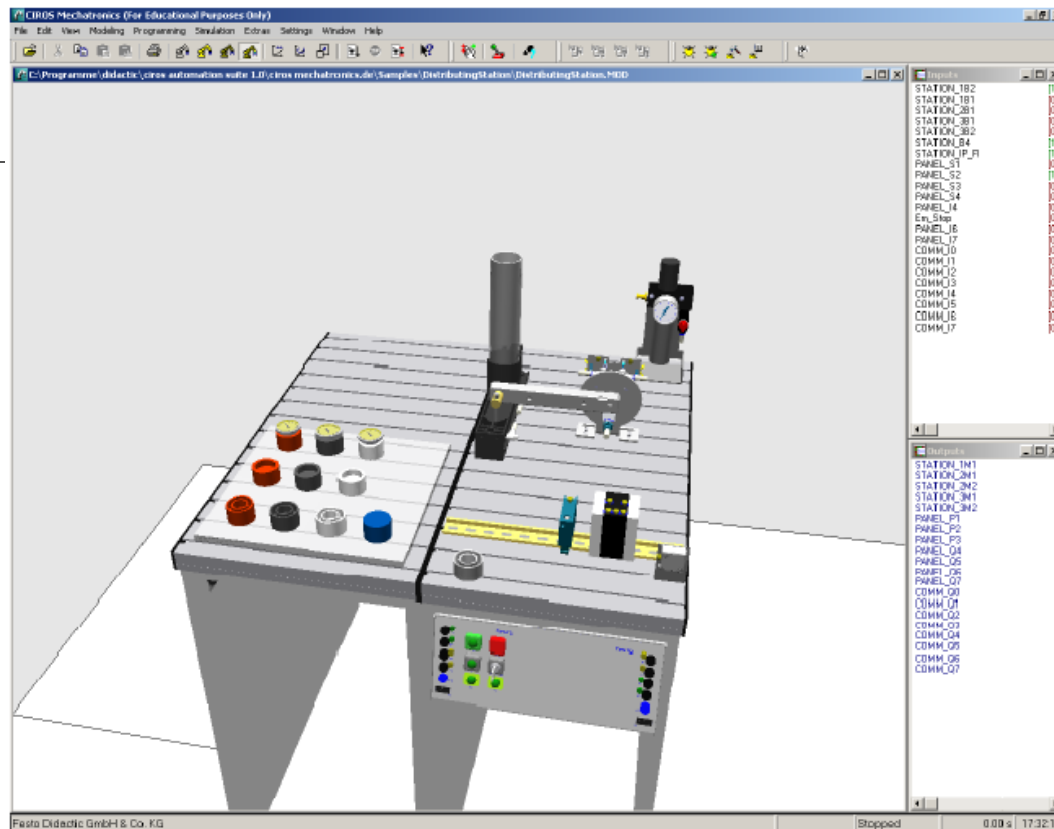 CIROS Mechatronics (For Educational Purposes Only)
File Edit View Modeling Programming Simulation Extras Settings Window Help
C:\Programme\didactic\ciros automation suite 1.0\ciros mechatronics.de\Samples\DistributingStation\DistributingStation.MOD
Inputs
STATION_1B2
STATION_1B1
STATION_2B1
STATION_3B1
STATION_3B2
STATION_B4
STATION_IP_FI
PANEL_S1
PANEL_S2
PANEL_S3
PANEL_S4
PANEL_I4
Em_Stop
PANEL_I6
PANEL_I7
COMM_I0
COMM_I1
COMM_I2
COMM_I3
COMM_I4
COMM_I5
COMM_I6
COMM_I7
Outputs
STATION_1M1
STATION_2M1
STATION_2M2
STATION_3M1
STATION_3M2
PANEL_P1
PANEL_P2
PANEL_P3
PANEL_Q4
PANEL_Q5
PANEL_Q6
PANEL_Q7
COMM_Q0
COMM_Q1
COMM_Q2
COMM_Q3
COMM_Q4
COMM_Q5
COMM_Q6
COMM_Q7
Festo Didactic GmbH & Co. KG Stopped 0.00 s 17:32:1